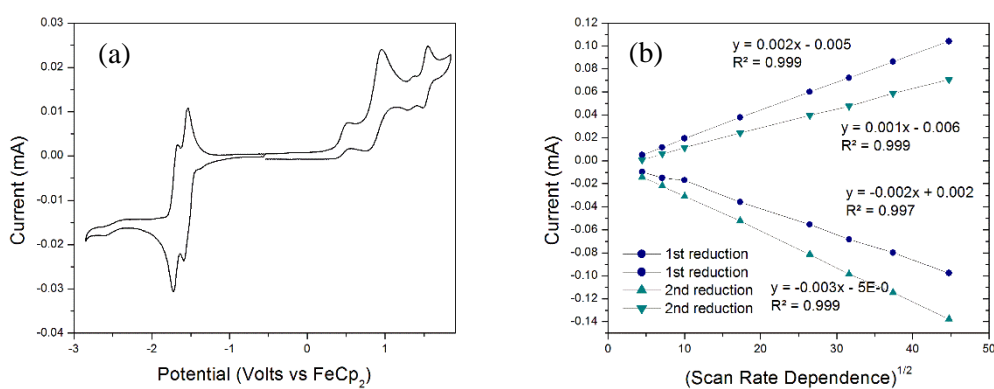 (a)
0.03
0.02
0.01
0.00
-0.01
-0.02
-0.03
-0.04
Current (mA)
-3 -2 -1 0 1
Potential (Volts vs FeCp2)
(b)
0.12
0.10
0.08
0.06
0.04
0.02
0.00
-0.02
-0.04
-0.06
-0.08
-0.10
-0.12
-0.14
Current (mA)
y = 0.002x - 0.005
R² = 0.999
y = 0.001x - 0.006
R² = 0.999
y = -0.002x + 0.002
R² = 0.997
1st reduction
1st reduction
2nd reduction
2nd reduction
y = -0.003x - 5E-0
R² = 0.999
0 10 20 30 40 50
(Scan Rate Dependence)1/2